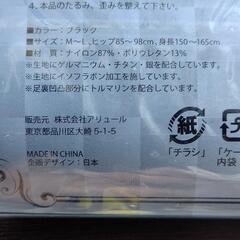 4. 本品のたるみ、歪みを整えて下さい。
■カラー：ブラック
■サイズ：M～L，ヒップ85～98cm，身長150～165cm
■素材：ナイロン87%・ポリウレタン13%
※生地にゲルマニウム・チタン・銀を配合しています
※生地にイソフラボン加工を施しています
※足裏凹凸部分にトルマリンを配合しています
販売元 株式会社アリュール
東京都品川区大崎5-1-5
MADE IN CHINA
企画デザイン：日本
紙
「チラシ」
「ケー
内袋